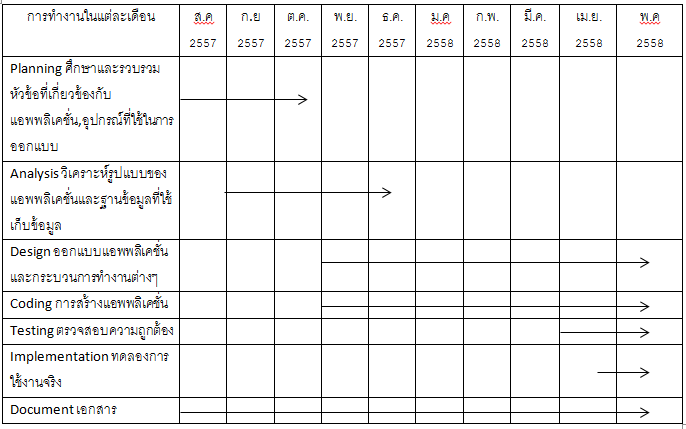 การทำงานในแต่ละเดือน ส.ค ก.ย ต.ค. พ.ย. ธ.ค. ม.ค ก.พ. มี.ค. เม.ย. พ.ค
2557 2557 2557 2557 2557 2558 2558 2558 2558 2558
Planning ศึกษาและรวบรวม
หัวข้อที่เกี่ยวข้องกับ
แอพพลิเคชั่น,อุปกรณ์ที่ใช้ในการ
ออกแบบ
Analysis วิเคราะห์รูปแบบของ
แอพพลิเคชั่นและฐานข้อมูลที่ใช้
เก็บข้อมูล
Design ออกแบบแอพพลิเคชั่น
และกระบวนการทำงานต่างๆ
Coding การสร้างแอพพลิเคชั่น
Testing ตรวจสอบความถูกต้อง
Implementation ทดลองการ
ใช้งานจริง
Document เอกสาร